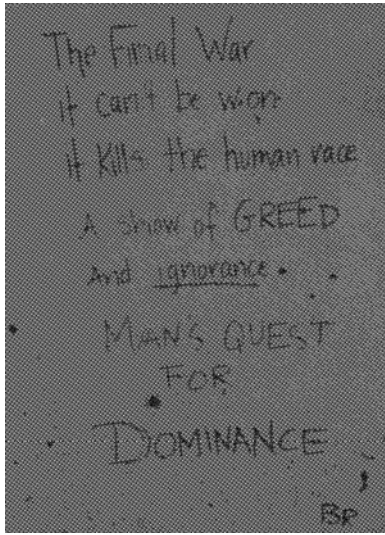 The Final War
it can't be won
it kills the human race
A show of GREED
And ignorance.
MAN'S QUEST
FOR
DOMINANCE
BP